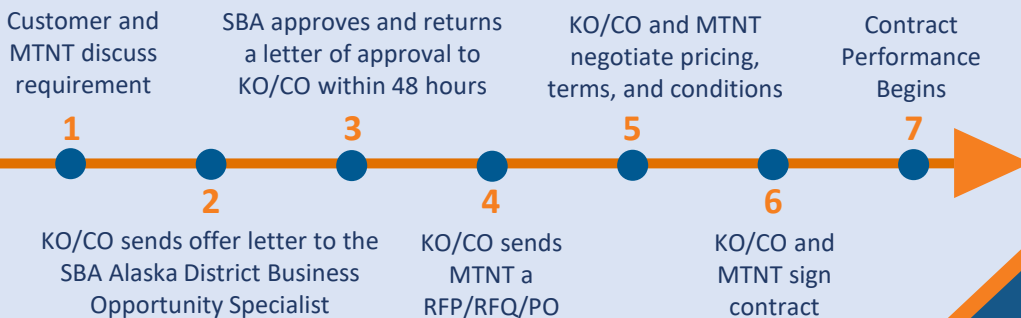 Customer and
MTNT discuss
requirement
1
2
KO/CO sends offer letter to the
SBA Alaska District Business
Opportunity Specialist
SBA approves and returns
a letter of approval to
KO/CO within 48 hours
3
4
KO/CO sends
MTNT a
RFP/RFQ/PO
KO/CO and MTNT
negotiate pricing,
terms, and conditions
5
6
KO/CO and
MTNT sign
contract
Contract
Performance
Begins
7